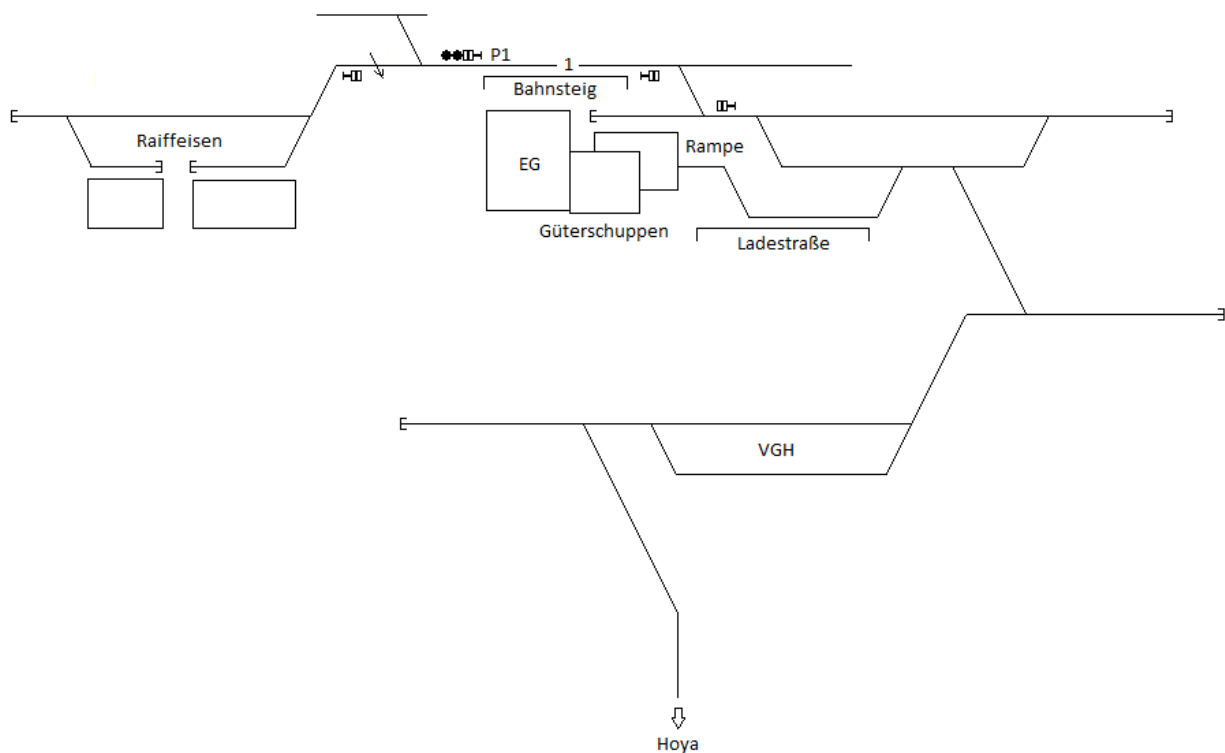 P1
1
Bahnsteig
Raiffeisen
Rampe
EG
Güterschuppen
Ladestraße
VGH
Hoya